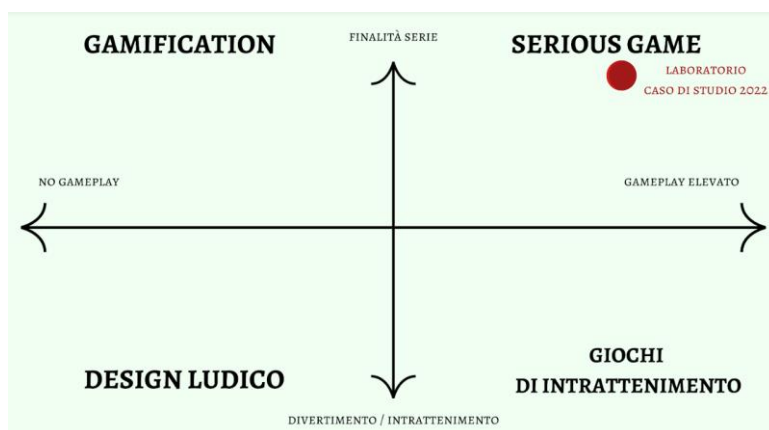 GAMIFICATION
FINALITÀ SERIE
SERIOUS GAME
LABORATORIO
CASO DI STUDIO 2022
NO GAMEPLAY
GAMEPLAY ELEVATO
DESIGN LUDICO
GIOCHI
DI INTRATTENIMENTO
DIVERTIMENTO / INTRATTENIMENTO